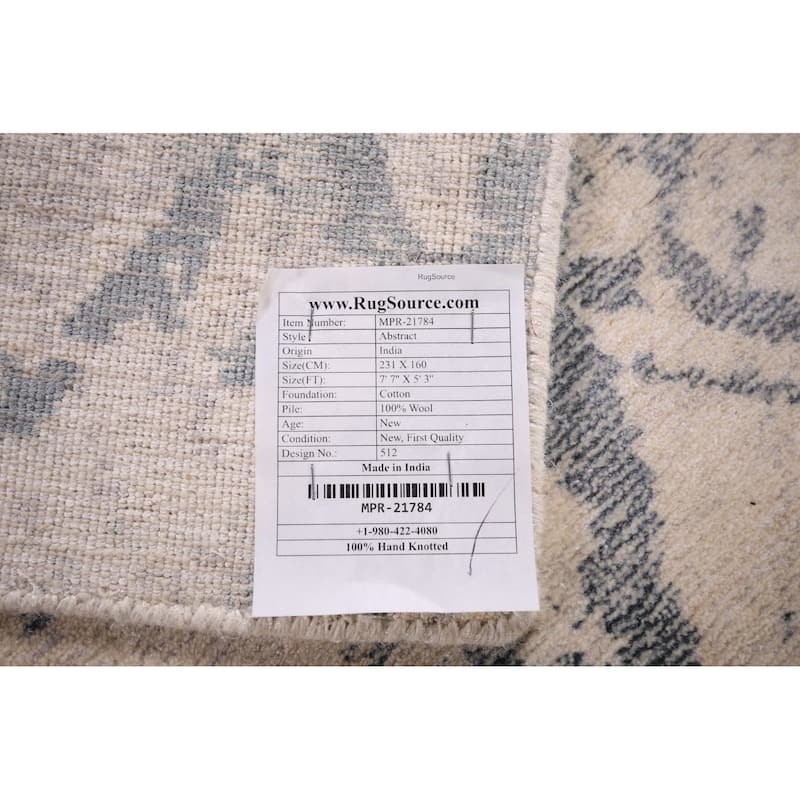 RugSource
www.RugSource.com
Item Number: MPR-21784
Style Abstract
Origin India
Size(CM): 231 X 160
Size(FT): 7' 7" X 5' 3"
Foundation: Cotton
Pile: 100% Wool
Age: New
Condition: New, First Quality
Design No.: 512
Made in India
MPR-21784
+1-980-422-4080
100% Hand Knotted